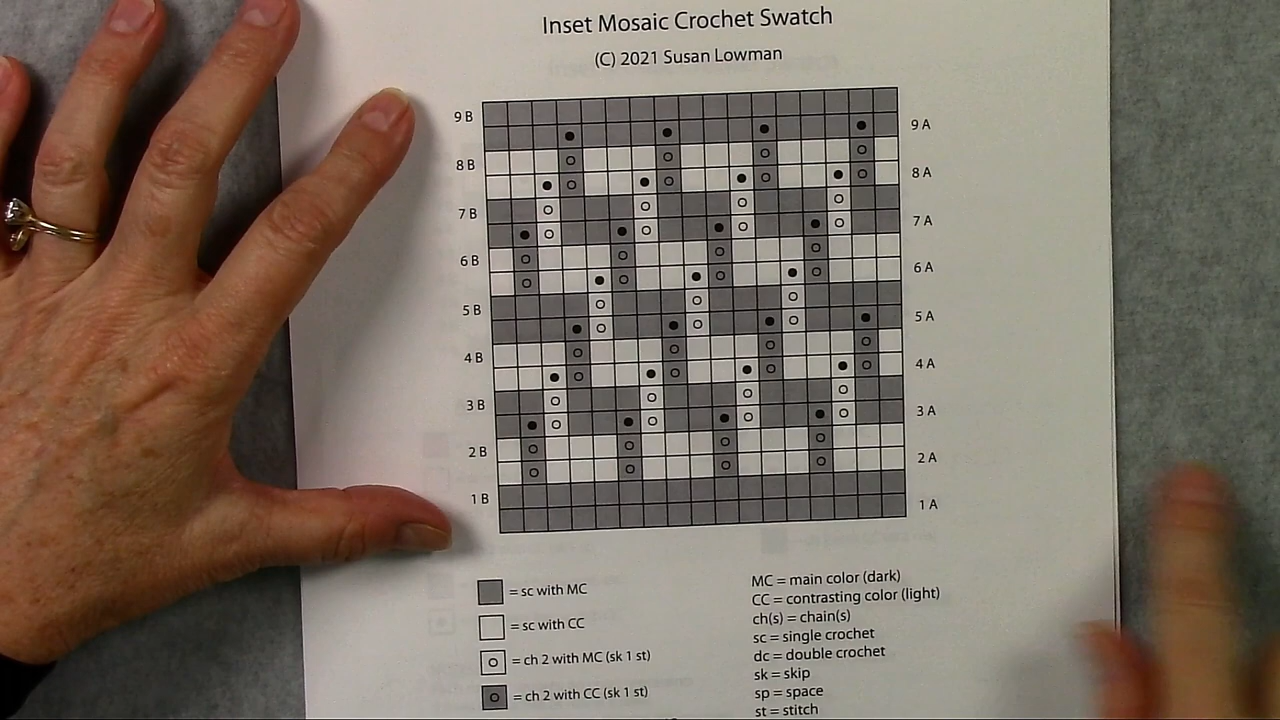 Inset Mosaic Crochet Swatch
(C) 2021 Susan Lowman
9 B
9 A
8 B
8 A
7 B
7 A
6 B
6 A
5 B
5 A
4 B
4 A
3 B
3 A
2 B
2 A
1 B
1 A
= sc with MC
= sc with CC
= ch 2 with MC (sk 1 st)
= ch 2 with CC (sk 1 st)
MC = main color (dark)
CC = contrasting color (light)
ch(s) = chain(s)
sc = single crochet
dc = double crochet
sk = skip
sp = space
st = stitch